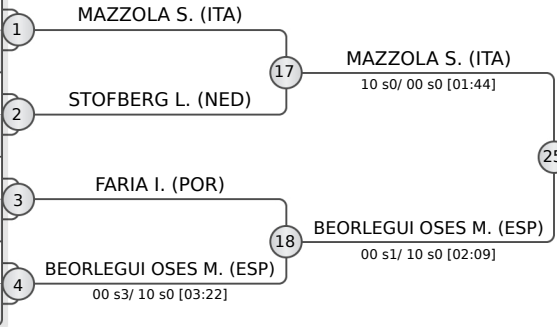 MAZZOLA S. (ITA)
1
17
MAZZOLA S. (ITA)
10 s0/ 00 s0 [01:44]
STOFBERG L. (NED)
2
25
FARIA I. (POR)
3
18
BEORLEGUI OSES M. (ESP)
00 s1/ 10 s0 [02:09]
BEORLEGUI OSES M. (ESP)
4
00 s3/ 10 s0 [03:22]